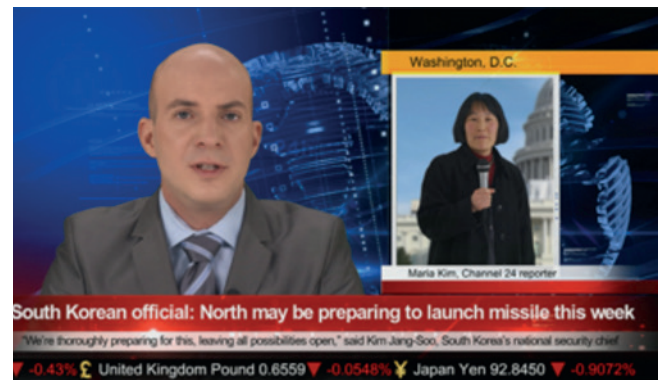 Washington, D.C.
Maria Kim, Channel 24 reporter
South Korean official: North may be preparing to launch missile this week
"We're thoroughly preparing for this, leaving all possibilities open," said Kim Jang-Soo, South Korea's national security chief
▼ -0.43% £ United Kingdom Pound 0.6559 ▼ -0.0548% ¥ Japan Yen 92.8450 ▼ -0.9072%